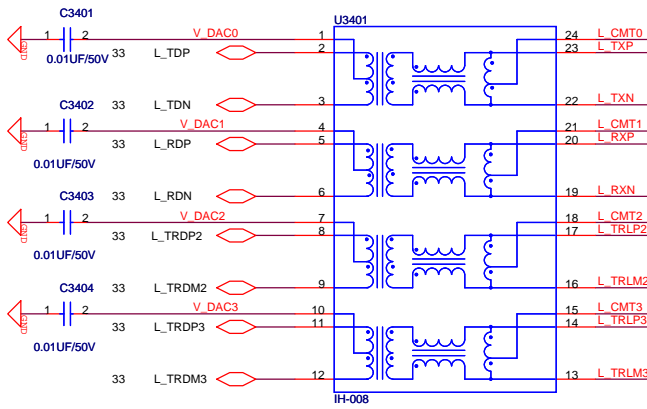 U3401
C3401
GND
1
2
V_DAC0
1
24
L_CMT0
0.01UF/50V
33
L_TDP
2
23
L_TXP
C3402
33
L_TDN
3
22
L_TXN
GND
1
2
V_DAC1
4
21
L_CMT1
0.01UF/50V
33
L_RDP
5
20
L_RXP
C3403
33
L_RDN
6
19
L_RXN
GND
1
2
V_DAC2
7
18
L_CMT2
0.01UF/50V
33
L_TRDP2
8
17
L_TRLP2
C3404
33
L_TRDM2
9
16
L_TRLM2
GND
1
2
V_DAC3
10
15
L_CMT3
0.01UF/50V
33
L_TRDP3
11
14
L_TRLP3
33
L_TRDM3
12
13
L_TRLM3
IH-008